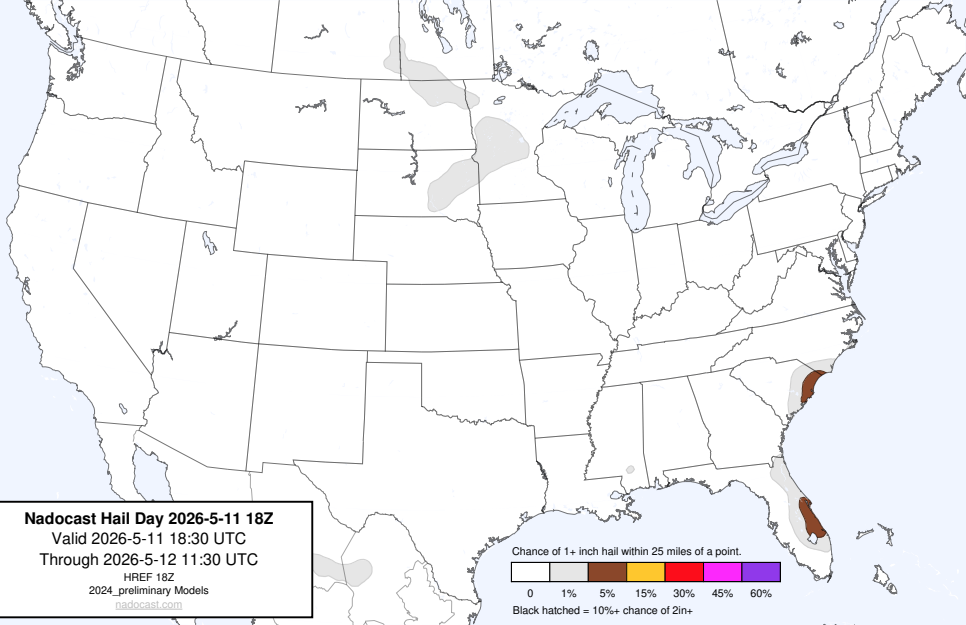 Nadocast Hail Day 2026-5-11 18Z
Valid 2026-5-11 18:30 UTC
Through 2026-5-12 11:30 UTC
HREF 18Z
2024_preliminary Models
nadocast.com
Chance of 1+ inch hail within 25 miles of a point.
0 1% 5% 15% 30% 45% 60%
Black hatched = 10%+ chance of 2in+